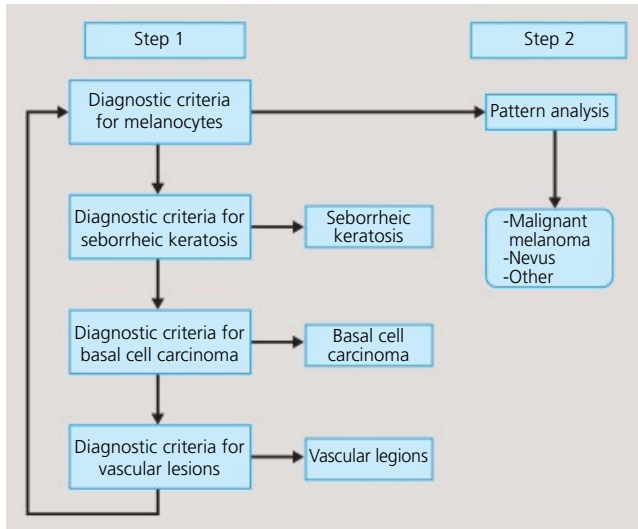 Step 1
Step 2
Diagnostic criteria
for melanocytes
Pattern analysis
Diagnostic criteria for
seborrheic keratosis
Seborrheic
keratosis
-Malignant
melanoma
-Nevus
-Other
Diagnostic criteria for
basal cell carcinoma
Basal cell
carcinoma
Diagnostic criteria for
vascular lesions
Vascular legions